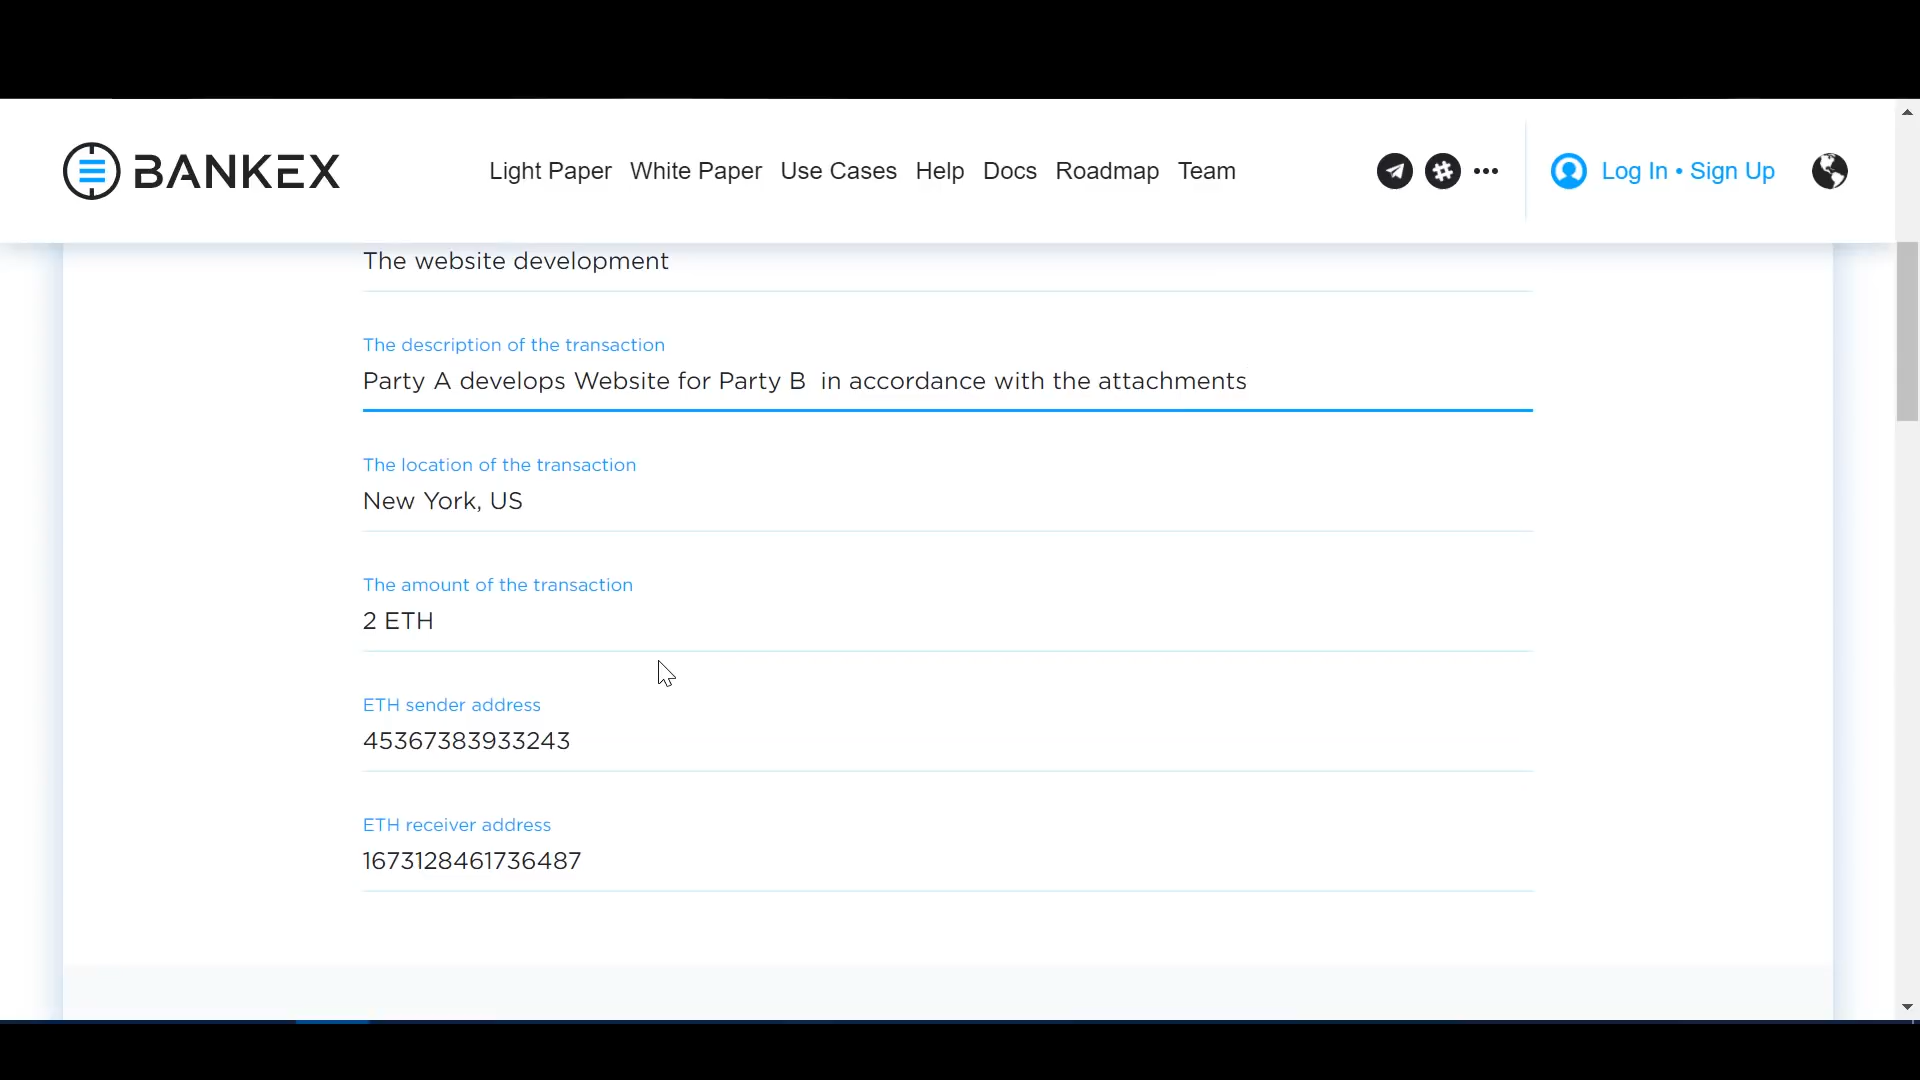 BANKEX
Light Paper White Paper Use Cases Help Docs Roadmap Team
Log In • Sign Up
The website development
The description of the transaction
Party A develops Website for Party B  in accordance with the attachments
The location of the transaction
New York, US
The amount of the transaction
2 ETH
ETH sender address
45367383933243
ETH receiver address
1673128461736487